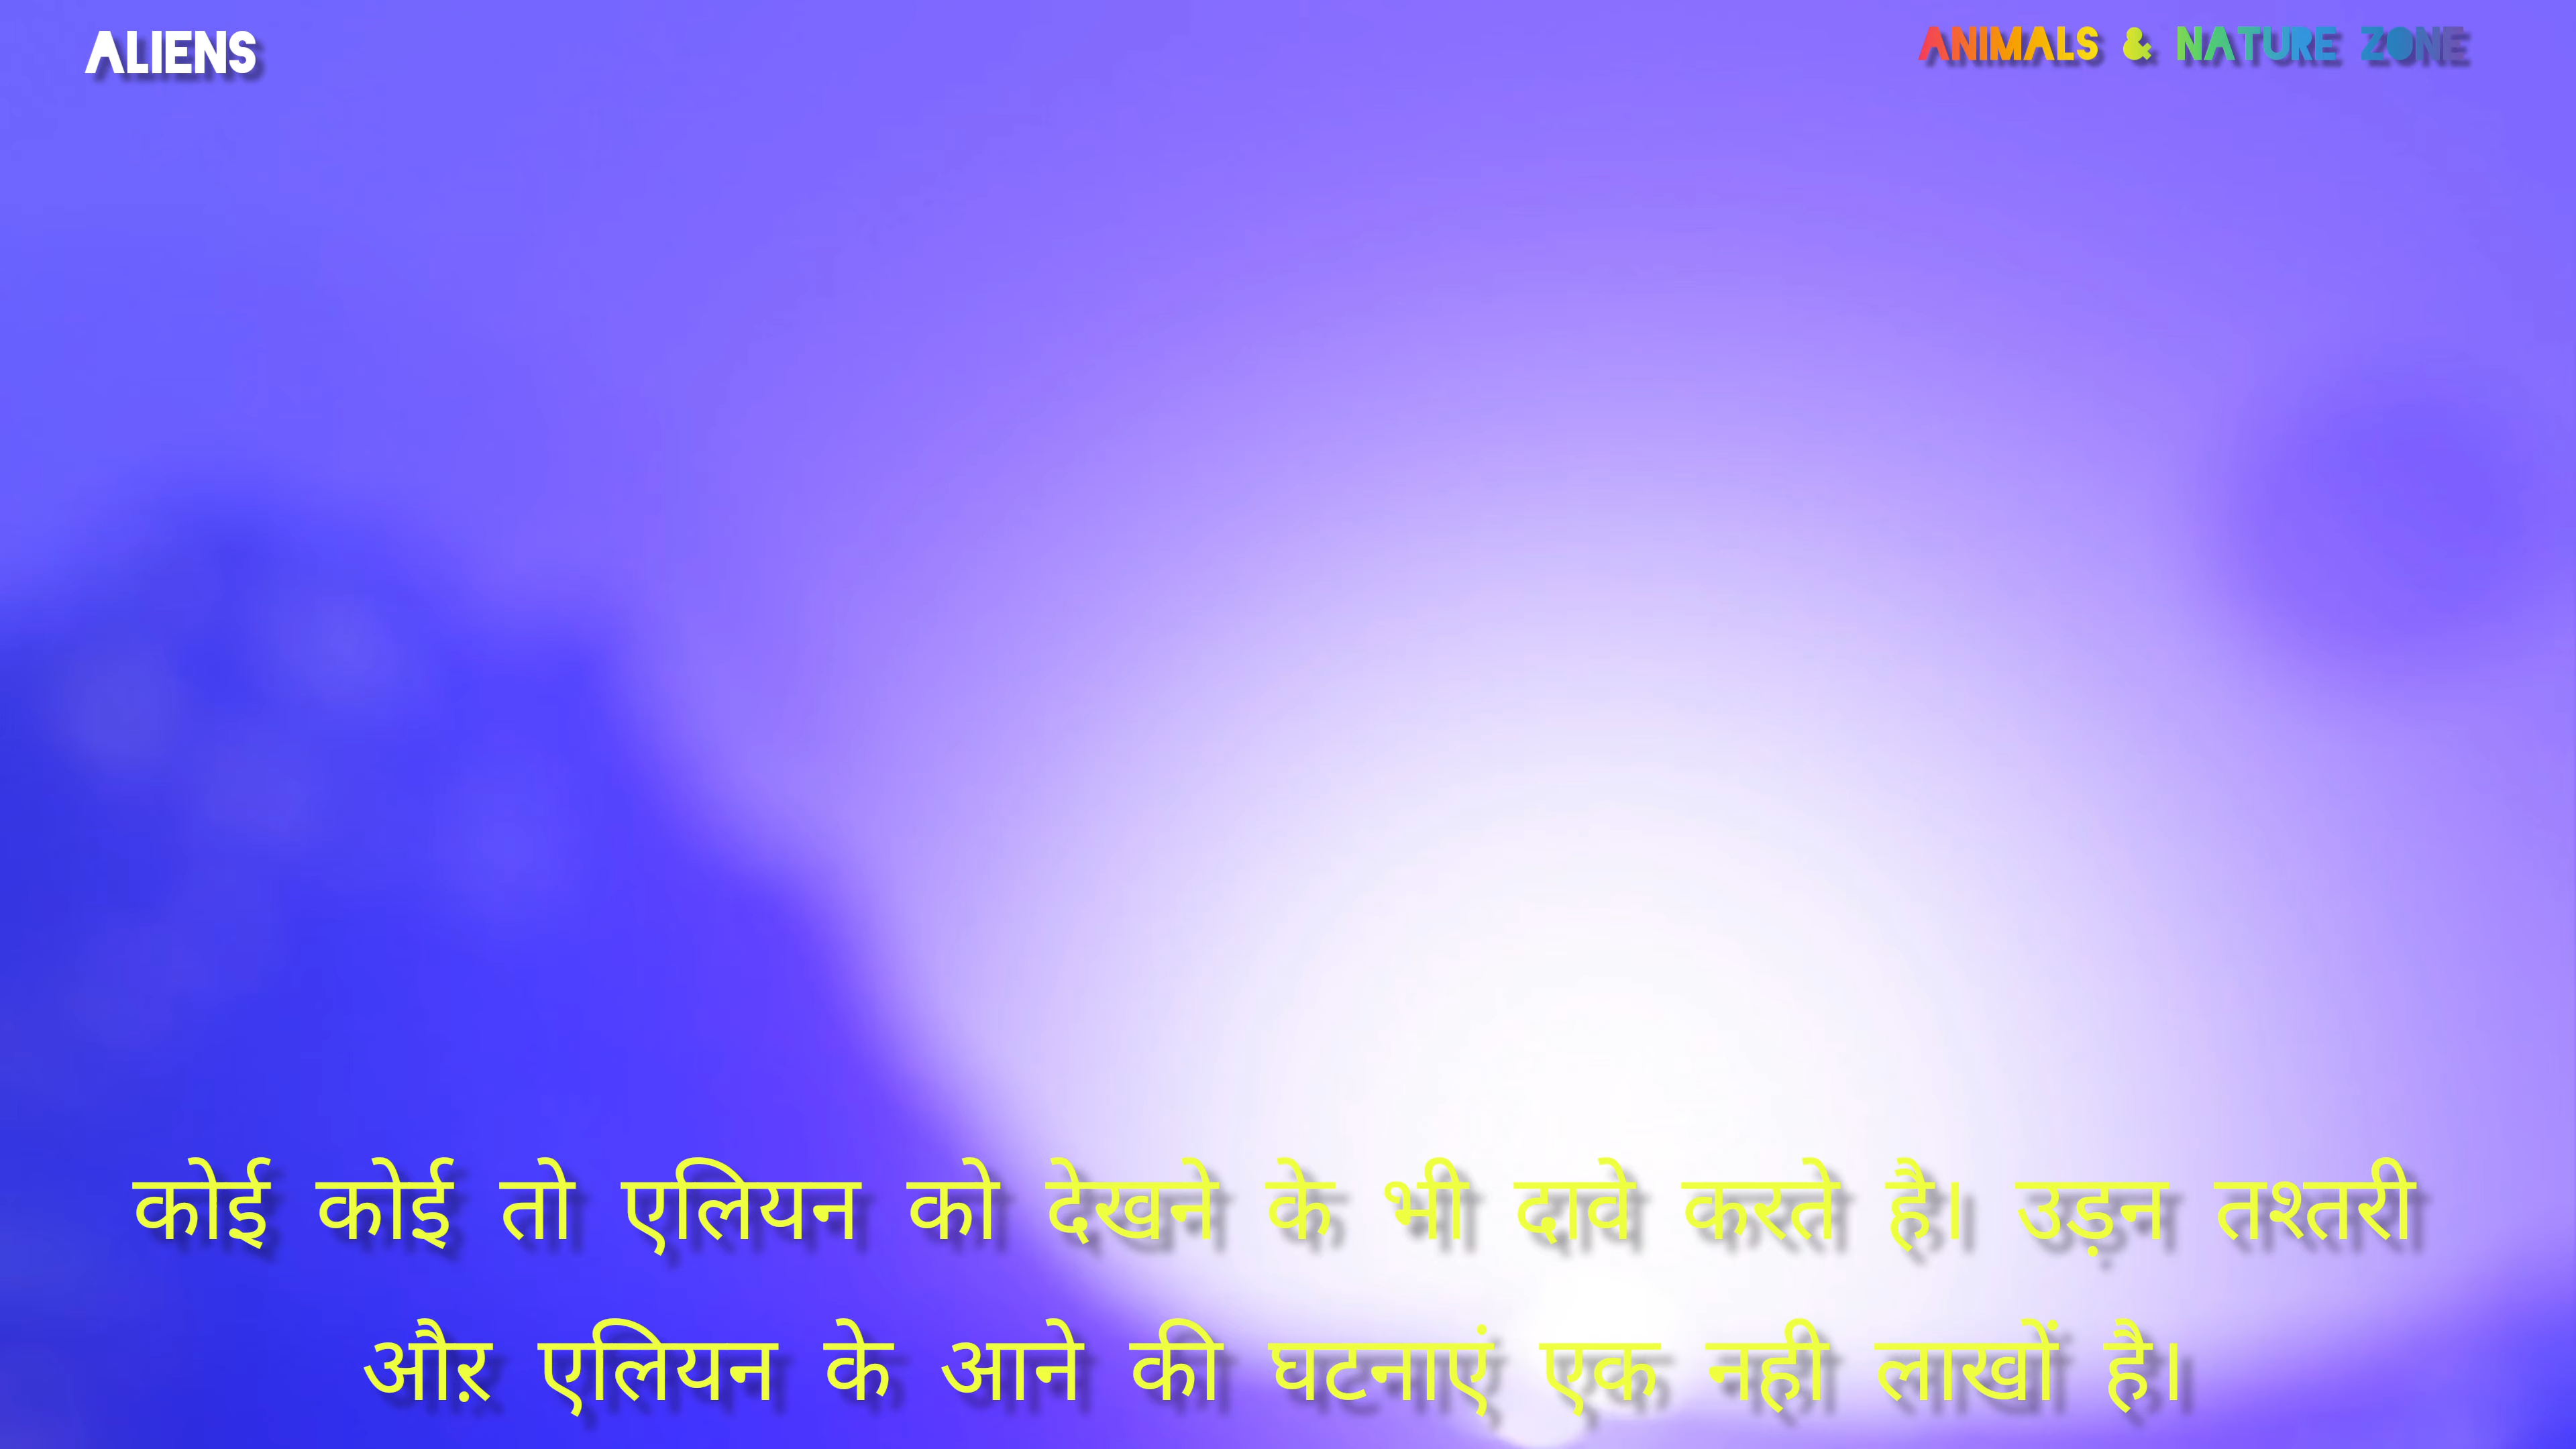 ALIENS
ANIMALS & NATURE ZONE
कोई कोई तो एलियन को देखने के भी दावे करते है। उड़न तश्तरी
औऱ एलियन के आने की घटनाएं एक नही लाखों है।